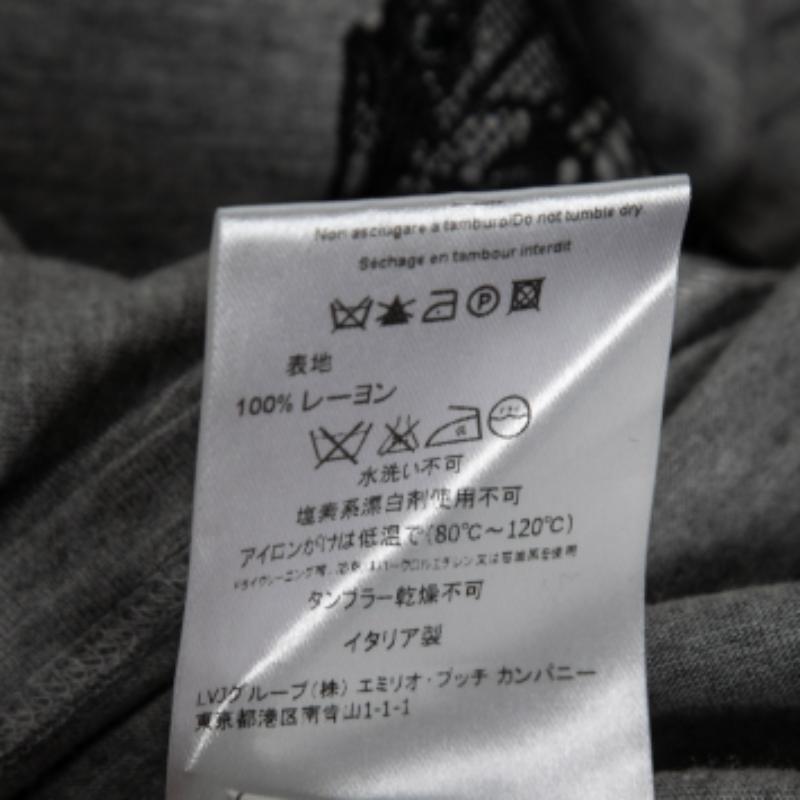 Non asciugare a tamburo/Do not tumble dry
Séchage en tambour interdit
P
表地
100% レーヨン
水洗い不可
塩素系漂白剤使用不可
アイロンがけは低温で(80℃～120℃)
タンブラー乾燥不可
イタリア製
LVJグループ(株) エミリオ・プッチ カンパニー
東京都港区南青山1-1-1